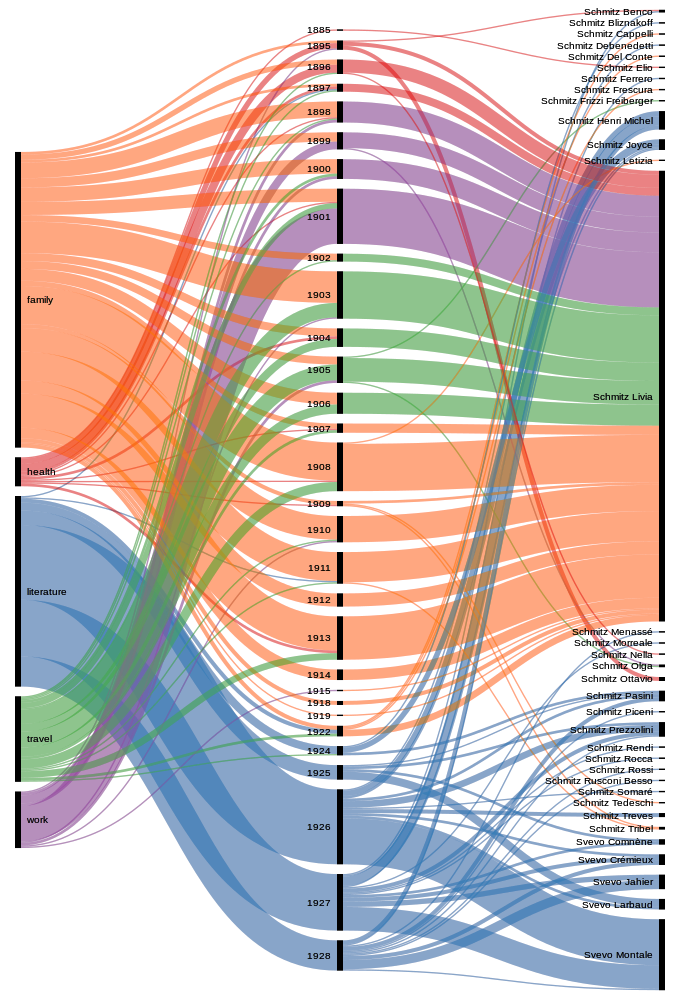 family
health
literature
travel
work
1885
1895
1896
1897
1898
1899
1900
1901
1902
1903
1904
1905
1906
1907
1908
1909
1910
1911
1912
1913
1914
1915
1918
1919
1922
1924
1925
1926
1927
1928
Schmitz Benco
Schmitz Bliznakoff
Schmitz Cappelli
Schmitz Debenedetti
Schmitz Del Conte
Schmitz Elio
Schmitz Ferrero
Schmitz Frescura
Schmitz Frizzi Freiberger
Schmitz Henri Michel
Schmitz Joyce
Schmitz Letizia
Schmitz Livia
Schmitz Menassé
Schmitz Morreale
Schmitz Nella
Schmitz Olga
Schmitz Ottavio
Schmitz Pasini
Schmitz Piceni
Schmitz Prezzolini
Schmitz Rendi
Schmitz Rocca
Schmitz Rossi
Schmitz Rusconi Besso
Schmitz Somaré
Schmitz Tedeschi
Schmitz Treves
Schmitz Tribel
Svevo Comnène
Svevo Crémieux
Svevo Jahier
Svevo Larbaud
Svevo Montale